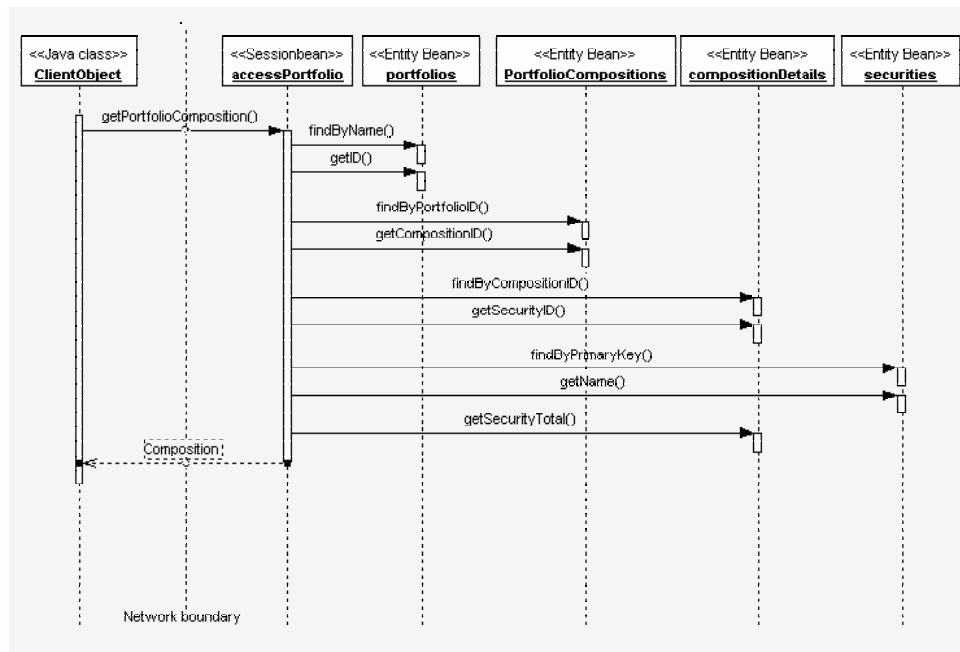 <<Java class>>
ClientObject
<<Sessionbean>>
accessPortfolio
<<Entity Bean>>
portfolios
<<Entity Bean>>
PortfolioCompositions
<<Entity Bean>>
compositionDetails
<<Entity Bean>>
securities
getPortfolioComposition()
findByName()
getID()
findByPortfolioID()
getCompositionID()
findByCompositionID()
getSecurityID()
findByPrimaryKey()
getName()
getSecurityTotal()
Composition
Network boundary